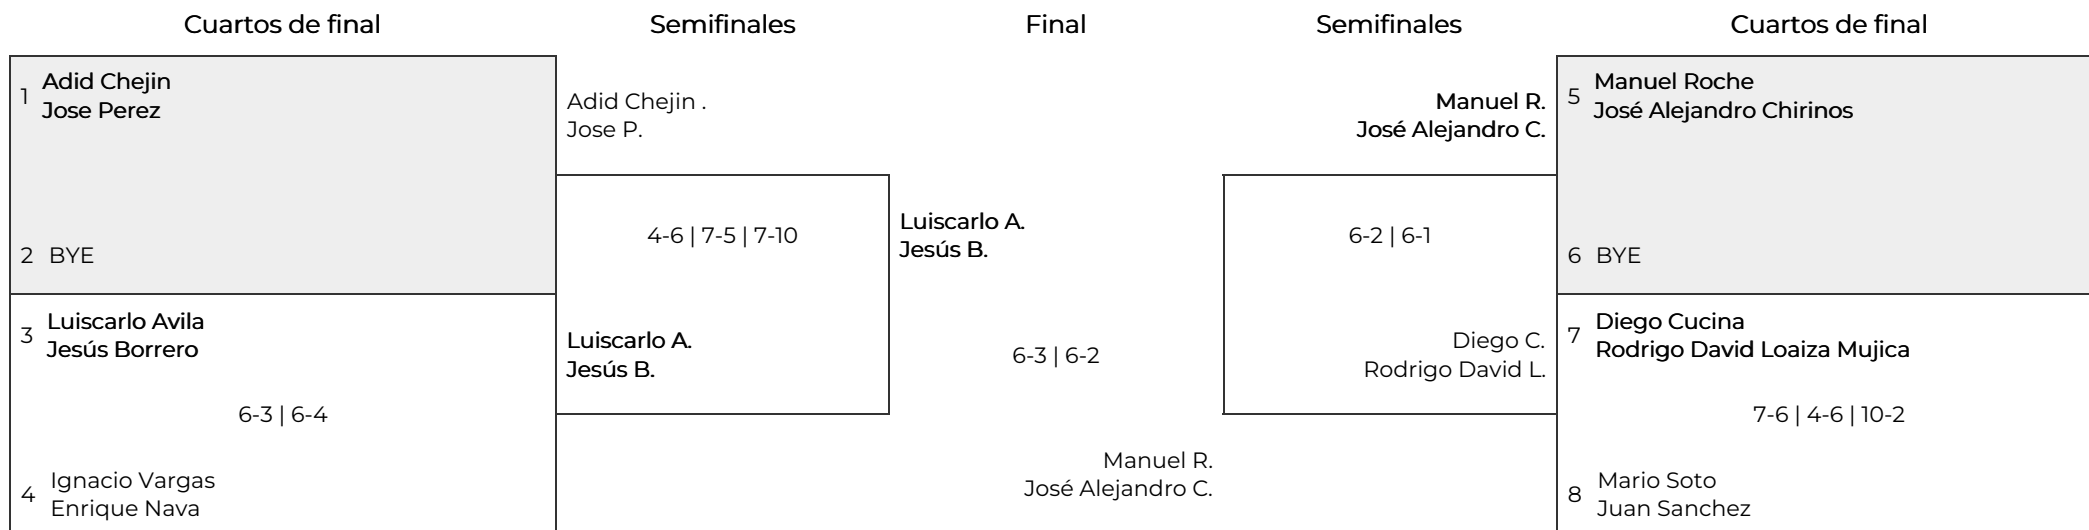 Cuartos de final
Semifinales
Final
Semifinales
Cuartos de final
1
Adid Chejin
Jose Perez
2 BYE
3
Luiscarlo Avila
Jesús Borrero
6-3 | 6-4
4
Ignacio Vargas
Enrique Nava
Adid Chejin .
Jose P.
4-6 | 7-5 | 7-10
Luiscarlo A.
Jesús B.
Luiscarlo A.
Jesús B.
6-3 | 6-2
Manuel R.
José Alejandro C.
Manuel R.
José Alejandro C.
6-2 | 6-1
Diego C.
Rodrigo David L.
5
Manuel Roche
José Alejandro Chirinos
6 BYE
7
Diego Cucina
Rodrigo David Loaiza Mujica
7-6 | 4-6 | 10-2
8
Mario Soto
Juan Sanchez